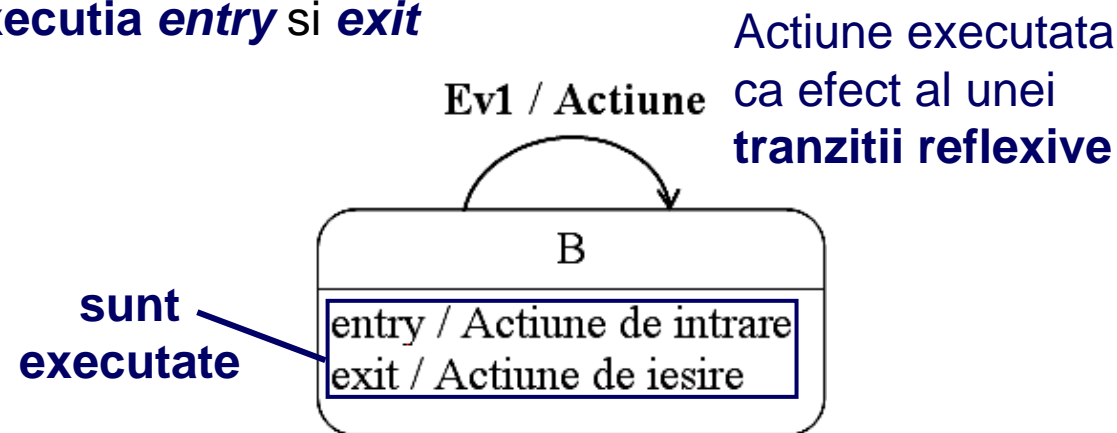 entry si exit
Actiune executata
ca efect al unei
tranzitii reflexive
Ev1 / Actiune
B
sunt
executate
entry / Actiune de intrare
exit / Actiune de iesire